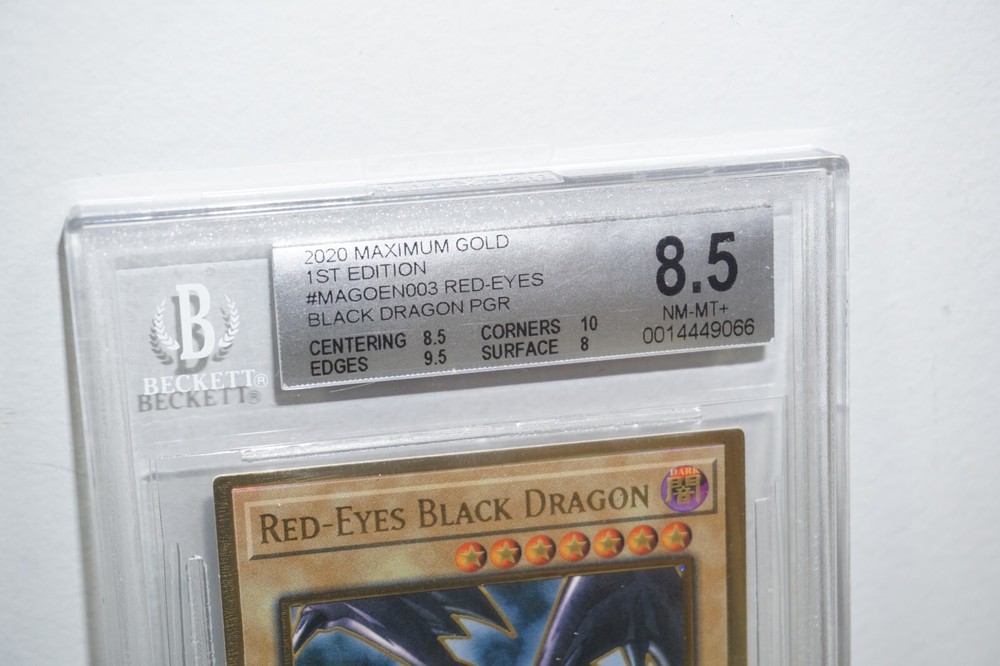 2020 MAXIMUM GOLD
1ST EDITION
#MAGOEN003 RED-EYES
BLACK DRAGON PGR
CENTERING 8.5 CORNERS 10
EDGES 9.5 SURFACE 8
8.5
NM-MT+
0014449066
B
BECKETT®
RED-EYES BLACK DRAGON
DARK
闇